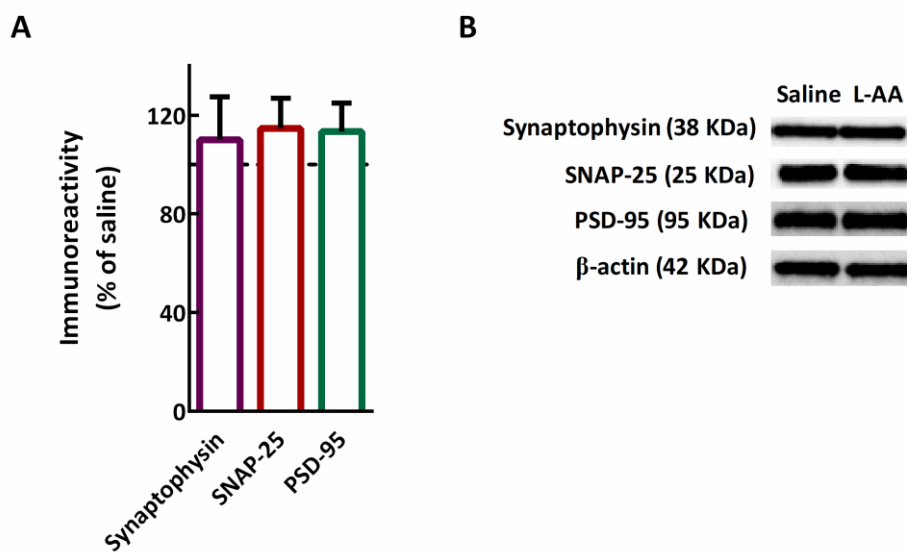 A
Immunoreactivity
(% of saline)
120
80
40
0
Synaptophysin
SNAP-25
PSD-95
B
Saline L-AA
Synaptophysin (38 KDa)
SNAP-25 (25 KDa)
PSD-95 (95 KDa)
β-actin (42 KDa)